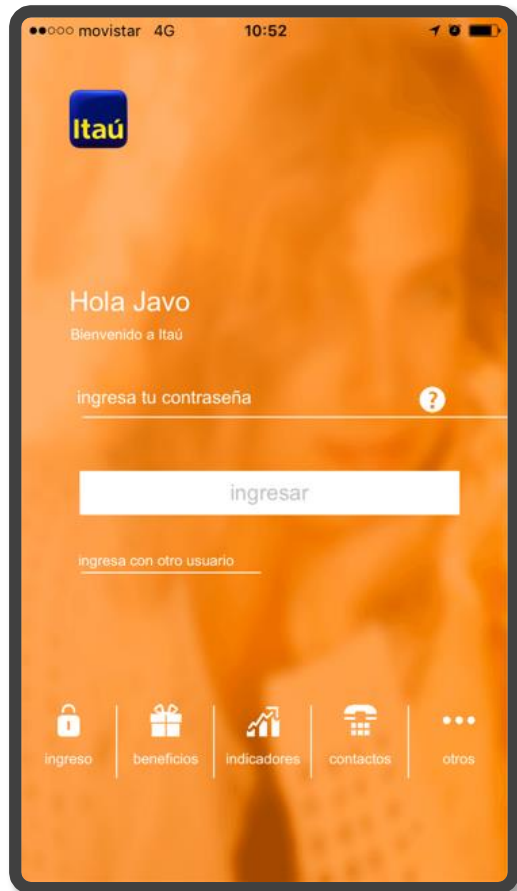 movistar 4G 10:52
Itaú
Hola Javo
Bienvenido a Itaú
ingresa tu contraseña ?
ingresar
ingresa con otro usuario
ingreso beneficios indicadores contactos otros